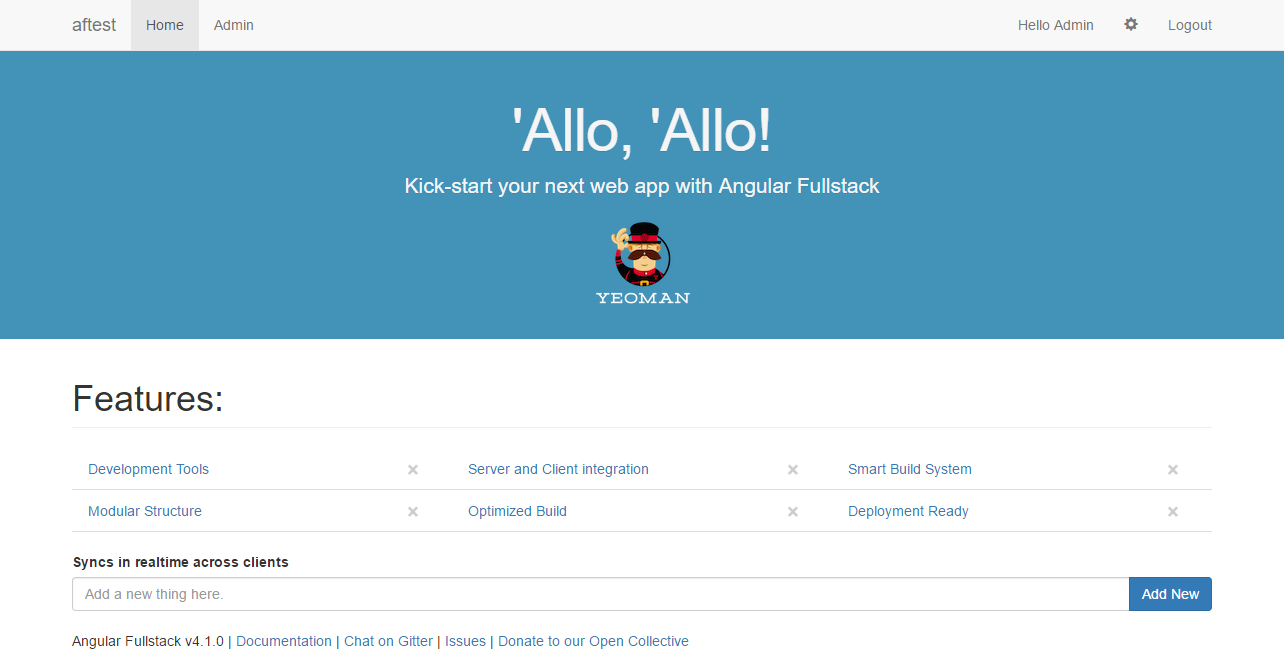 aftest Home Admin Hello Admin Logout
'Allo, 'Allo!
Kick-start your next web app with Angular Fullstack
YEOMAN
Features:
Development Tools × Server and Client integration × Smart Build System ×
Modular Structure × Optimized Build × Deployment Ready ×
Syncs in realtime across clients
Add a new thing here. Add New
Angular Fullstack v4.1.0 | Documentation | Chat on Gitter | Issues | Donate to our Open Collective